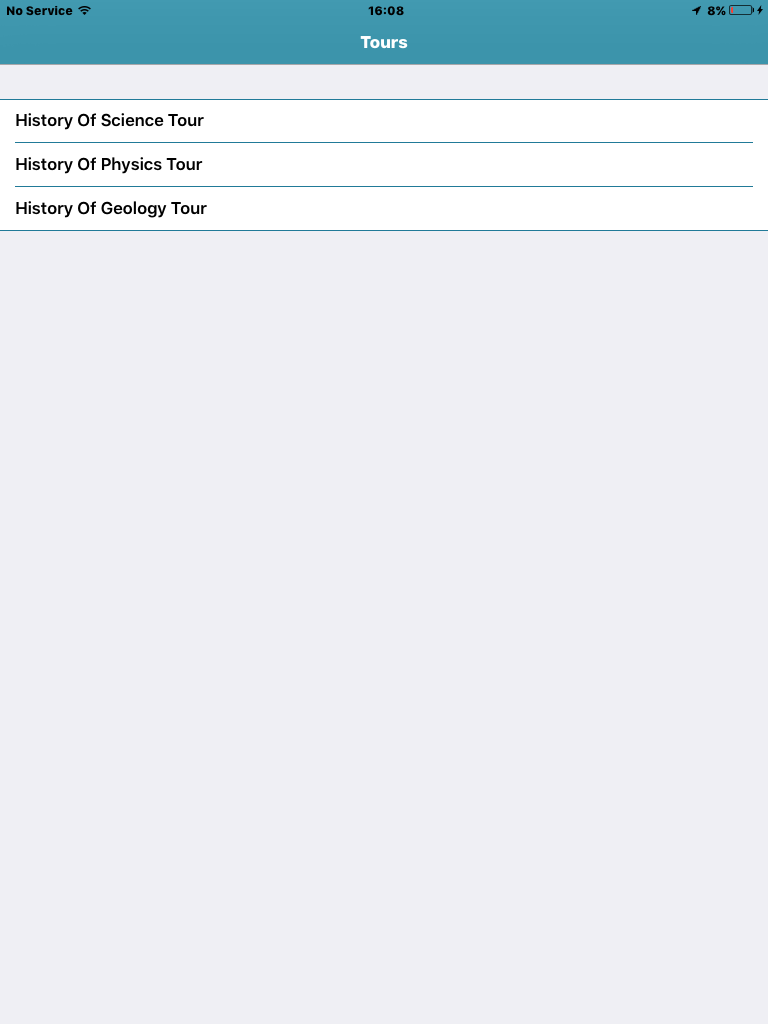 No Service 16:08 8%
Tours
History Of Science Tour
History Of Physics Tour
History Of Geology Tour